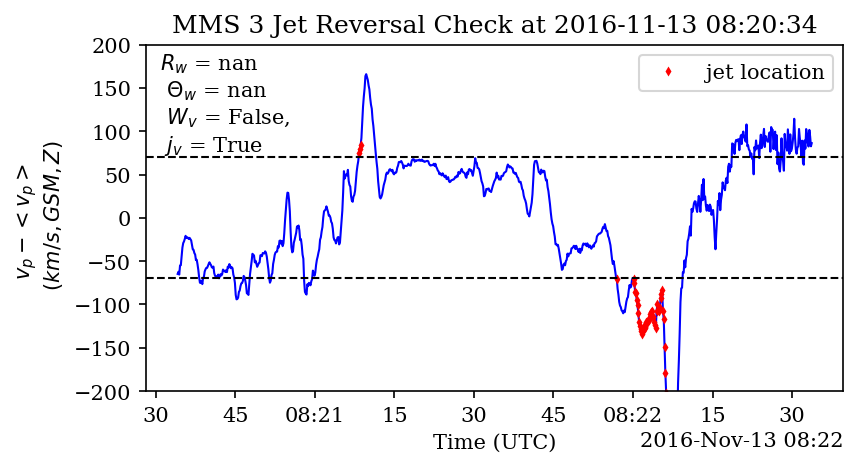 MMS 3 Jet Reversal Check at 2016-11-13 08:20:34
200
150
100
50
0
−50
−100
−150
−200
v_p − < v_p >
(km/s, GSM, Z)
R_w = nan
Θ_w = nan
W_v = False,
j_v = True
jet location
30 45 08:21 15 30 45 08:22 15 30
Time (UTC)
2016-Nov-13 08:22